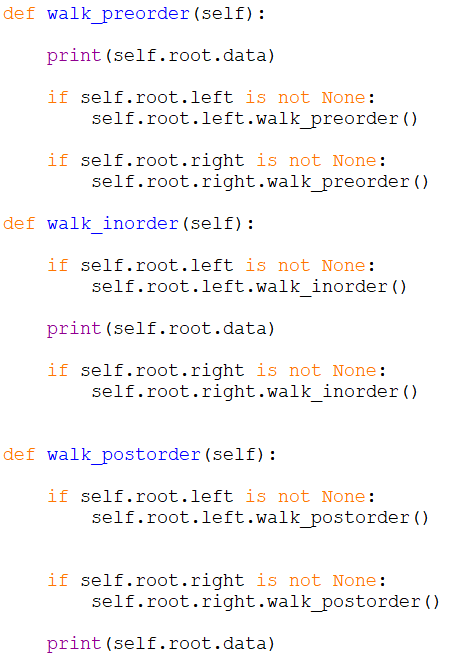 def walk_preorder(self):
    print(self.root.data)
    if self.root.left is not None:
        self.root.left.walk_preorder()
    if self.root.right is not None:
        self.root.right.walk_preorder()
def walk_inorder(self):
    if self.root.left is not None:
        self.root.left.walk_inorder()
    print(self.root.data)
    if self.root.right is not None:
        self.root.right.walk_inorder()
def walk_postorder(self):
    if self.root.left is not None:
        self.root.left.walk_postorder()
    if self.root.right is not None:
        self.root.right.walk_postorder()
    print(self.root.data)